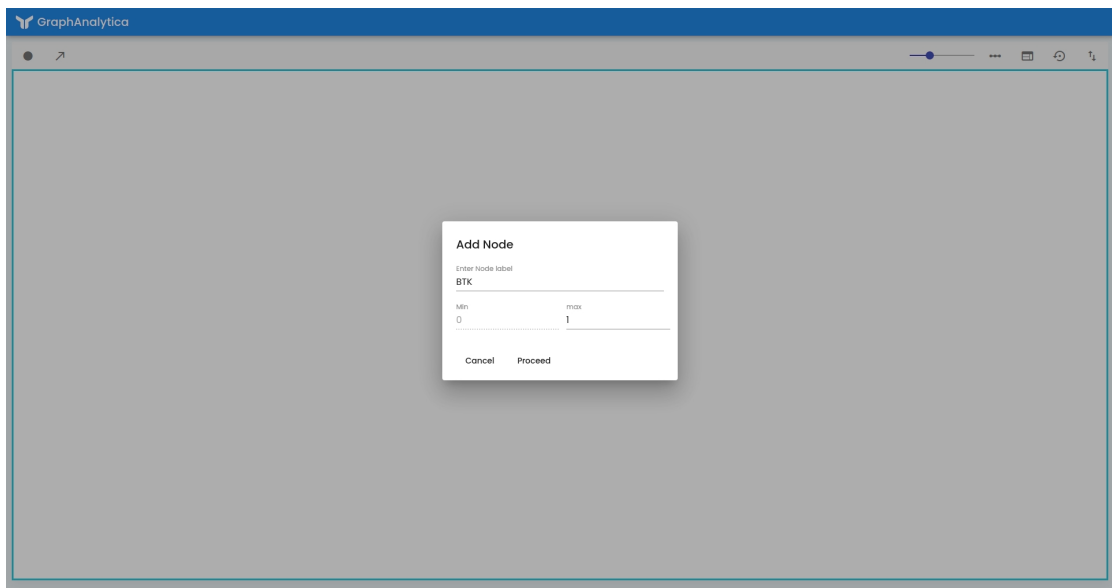 GraphAnalytica
Add Node
Enter Node label
BTK
Min max
0 1
Cancel Proceed